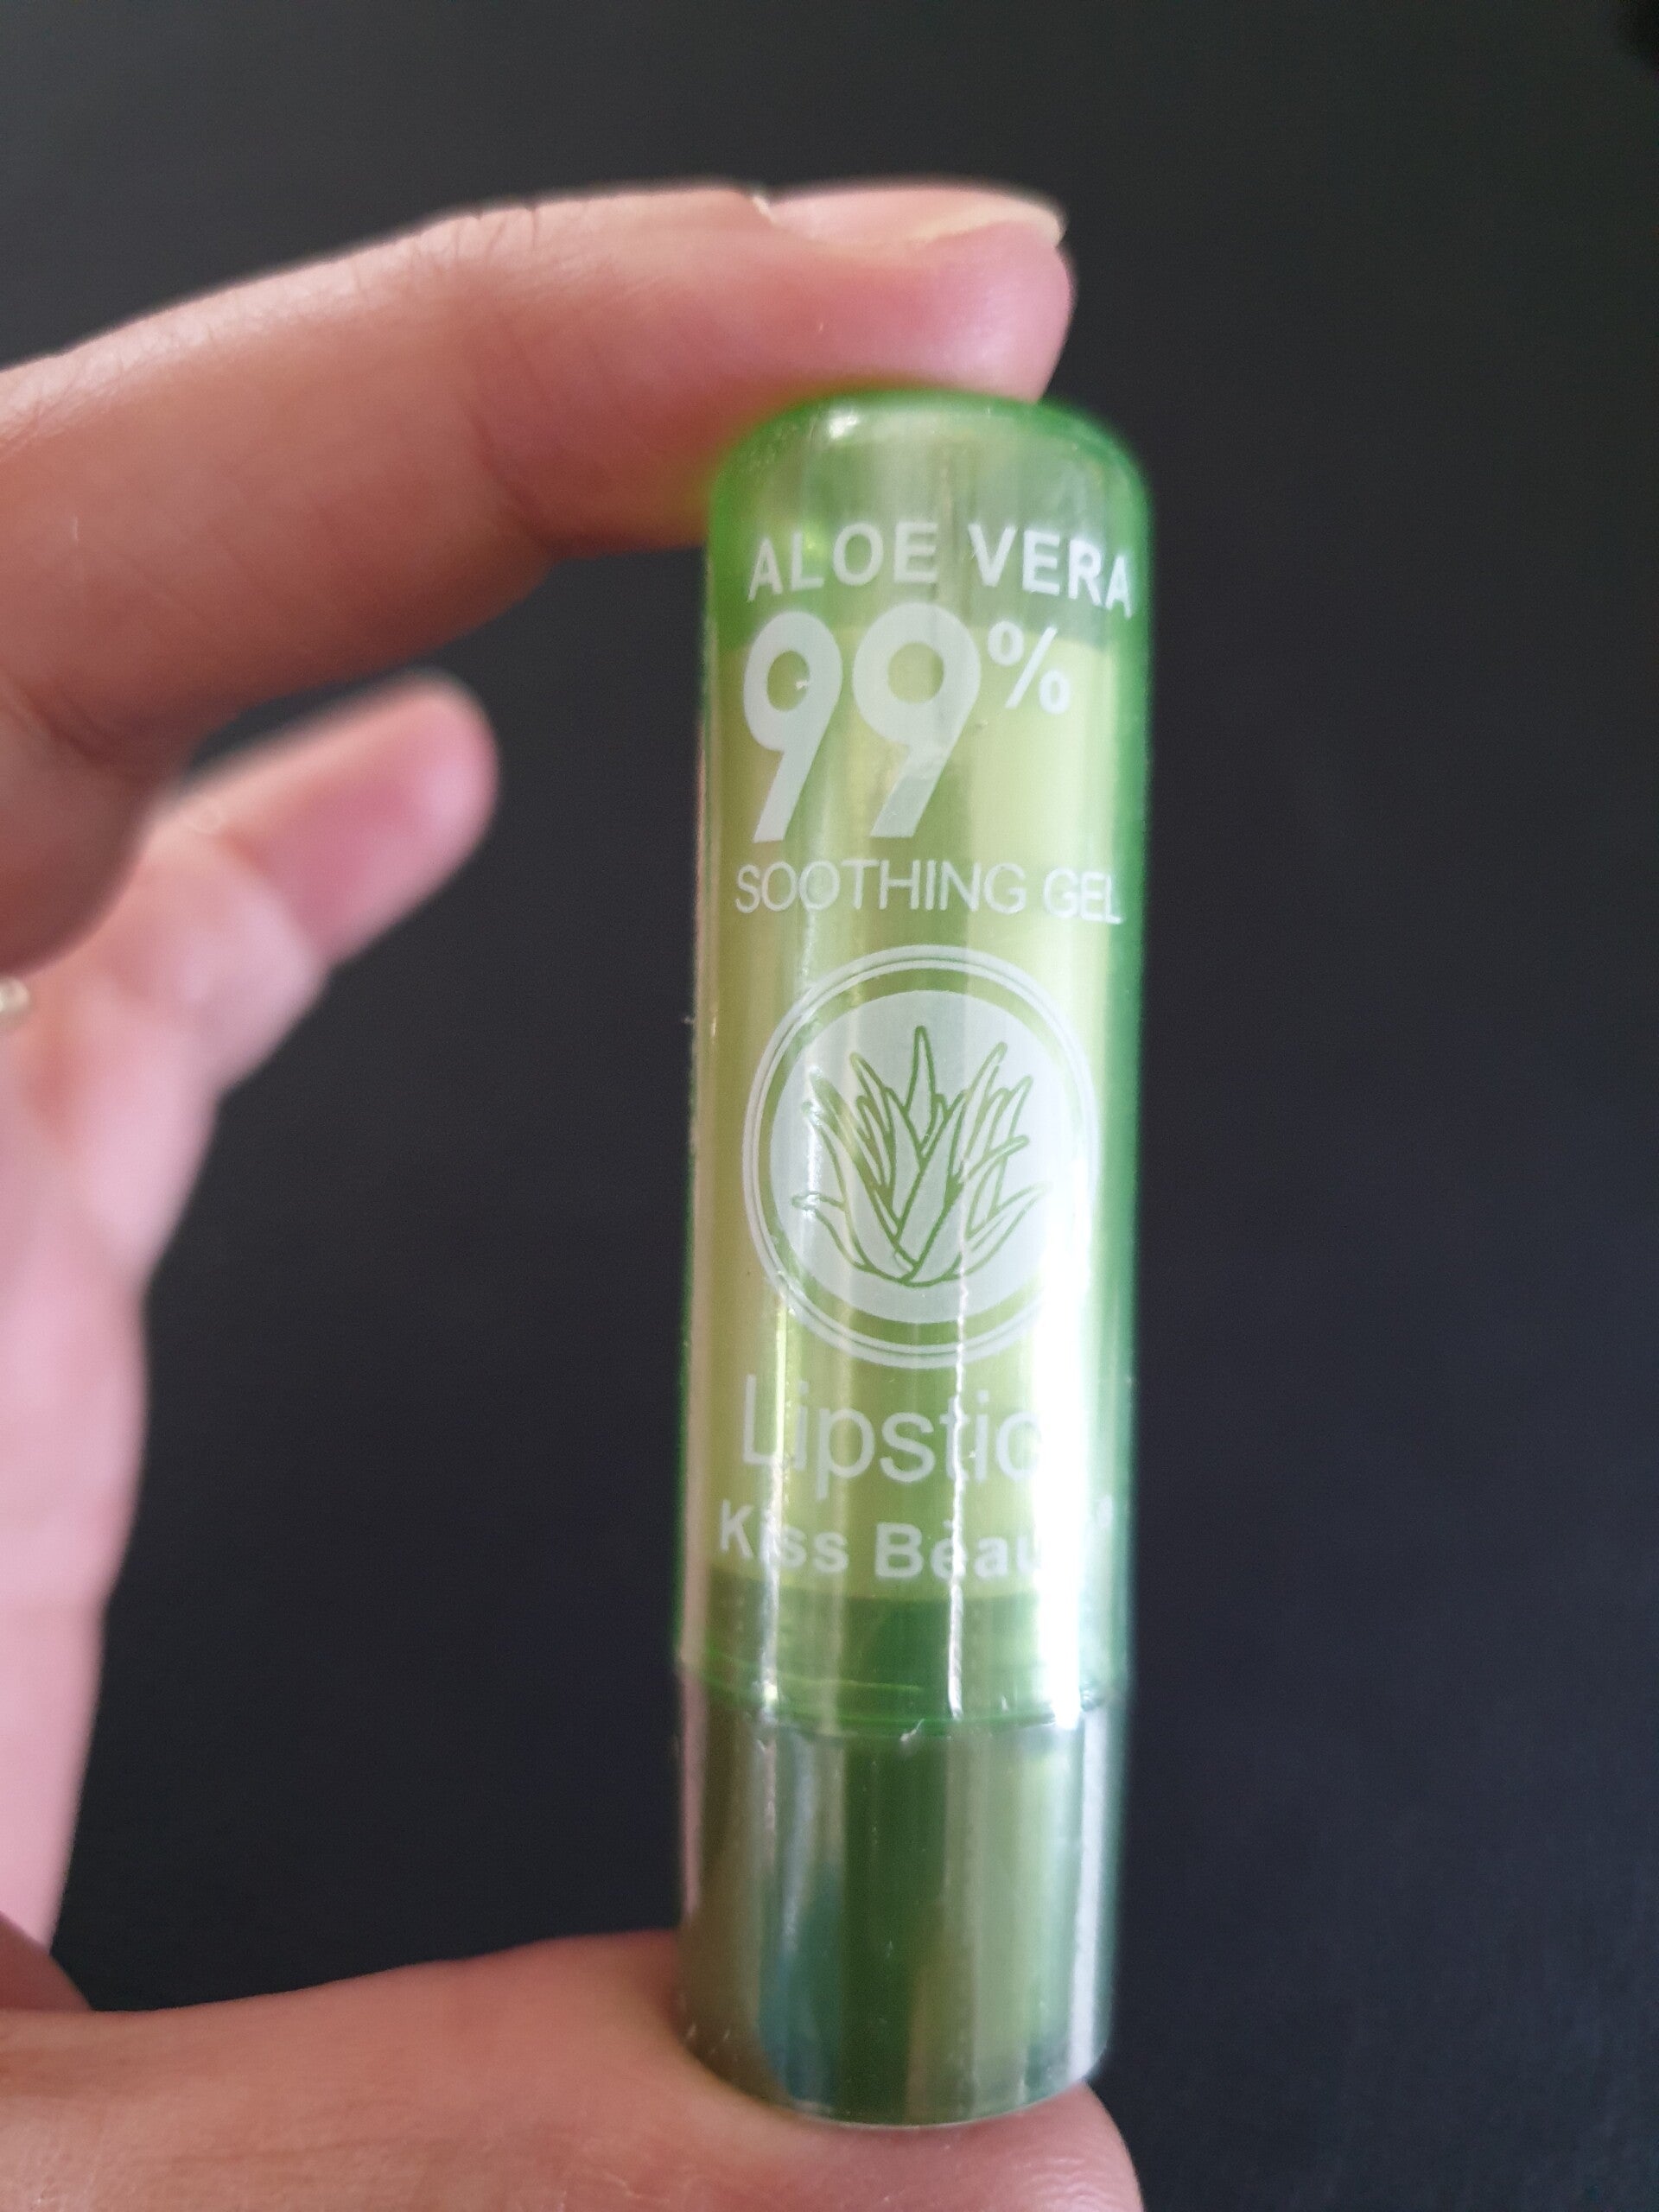 ALOE VERA
99%
SOOTHING GEL
Lipstic
Kiss Beau